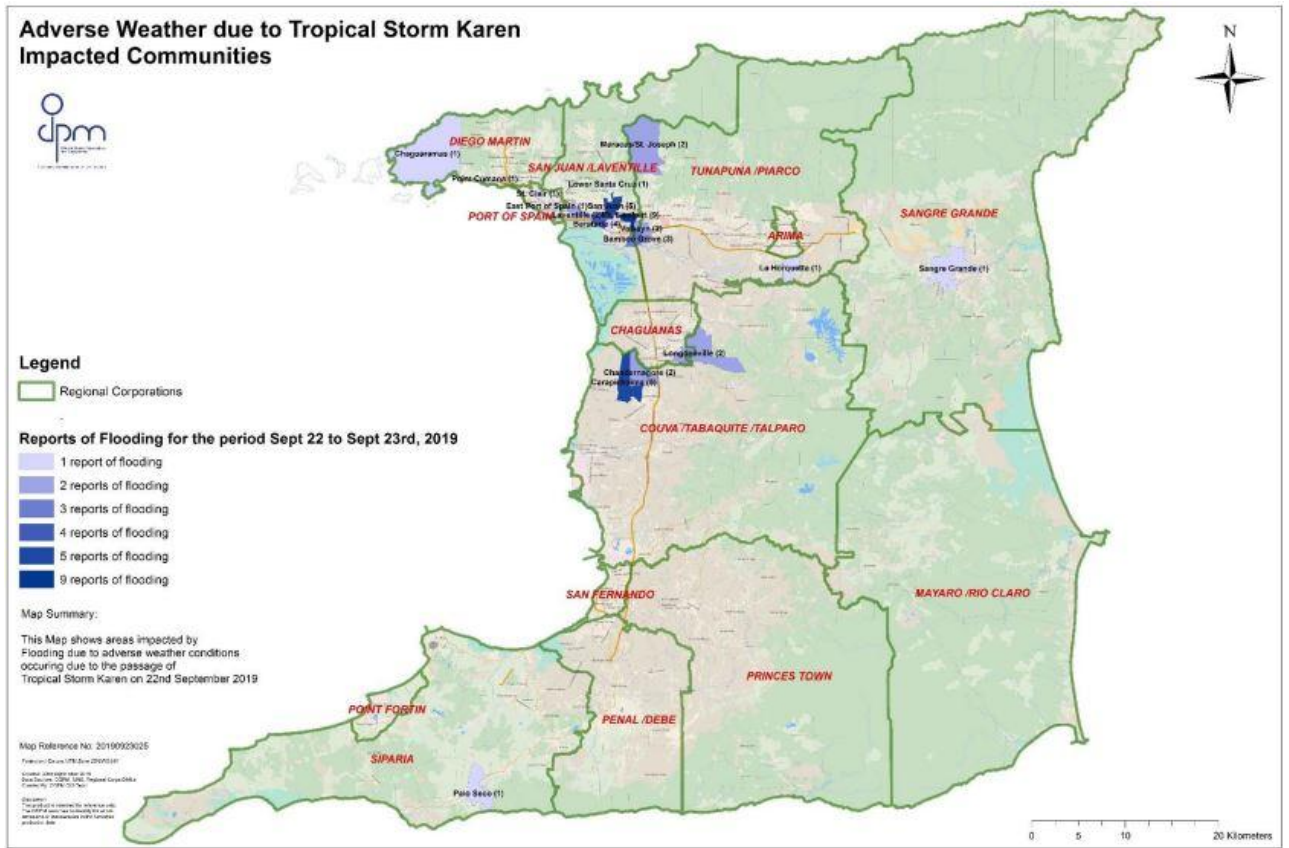 Adverse Weather due to Tropical Storm Karen
Impacted Communities
N
odpm
DIEGO MARTIN
Chaguaramas (1)
Point Cumana (1)
Maracas/St. Joseph (2)
SAN JUAN /LAVENTILLE
TUNAPUNA /PIARCO
Lower Santa Cruz (1)
St. Clair (1)
East Port of Spain (1)
PORT OF SPAIN
SANGRE GRANDE
ARIMA
Bamboo Grove (3)
La Horquetta (1)
Sangre Grande (1)
CHAGUANAS
Longdenville (2)
Chandernagore (2)
COUVA /TABAQUITE /TALPARO
Legend
Regional Corporations
Reports of Flooding for the period Sept 22 to Sept 23rd, 2019
1 report of flooding
2 reports of flooding
3 reports of flooding
4 reports of flooding
5 reports of flooding
9 reports of flooding
SAN FERNANDO
MAYARO /RIO CLARO
Map Summary:
This Map shows areas impacted by
Flooding due to adverse weather conditions
occuring due to the passage of
Tropical Storm Karen on 22nd September 2019
PRINCES TOWN
POINT FORTIN
PENAL /DEBE
SIPARIA
Palo Seco (1)
Map Reference No: 20190923025
0 5 10 20 Kilometers